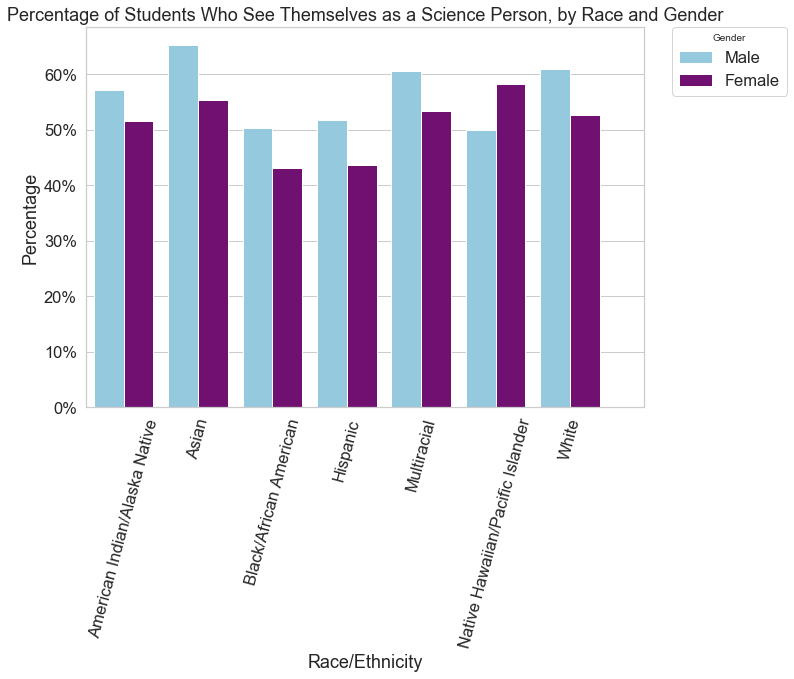 Percentage of Students Who See Themselves as a Science Person, by Race and Gender
Gender
Male
Female
Percentage
60%
50%
40%
30%
20%
10%
0%
American Indian/Alaska Native
Asian
Black/African American
Hispanic
Multiracial
Native Hawaiian/Pacific Islander
White
Race/Ethnicity